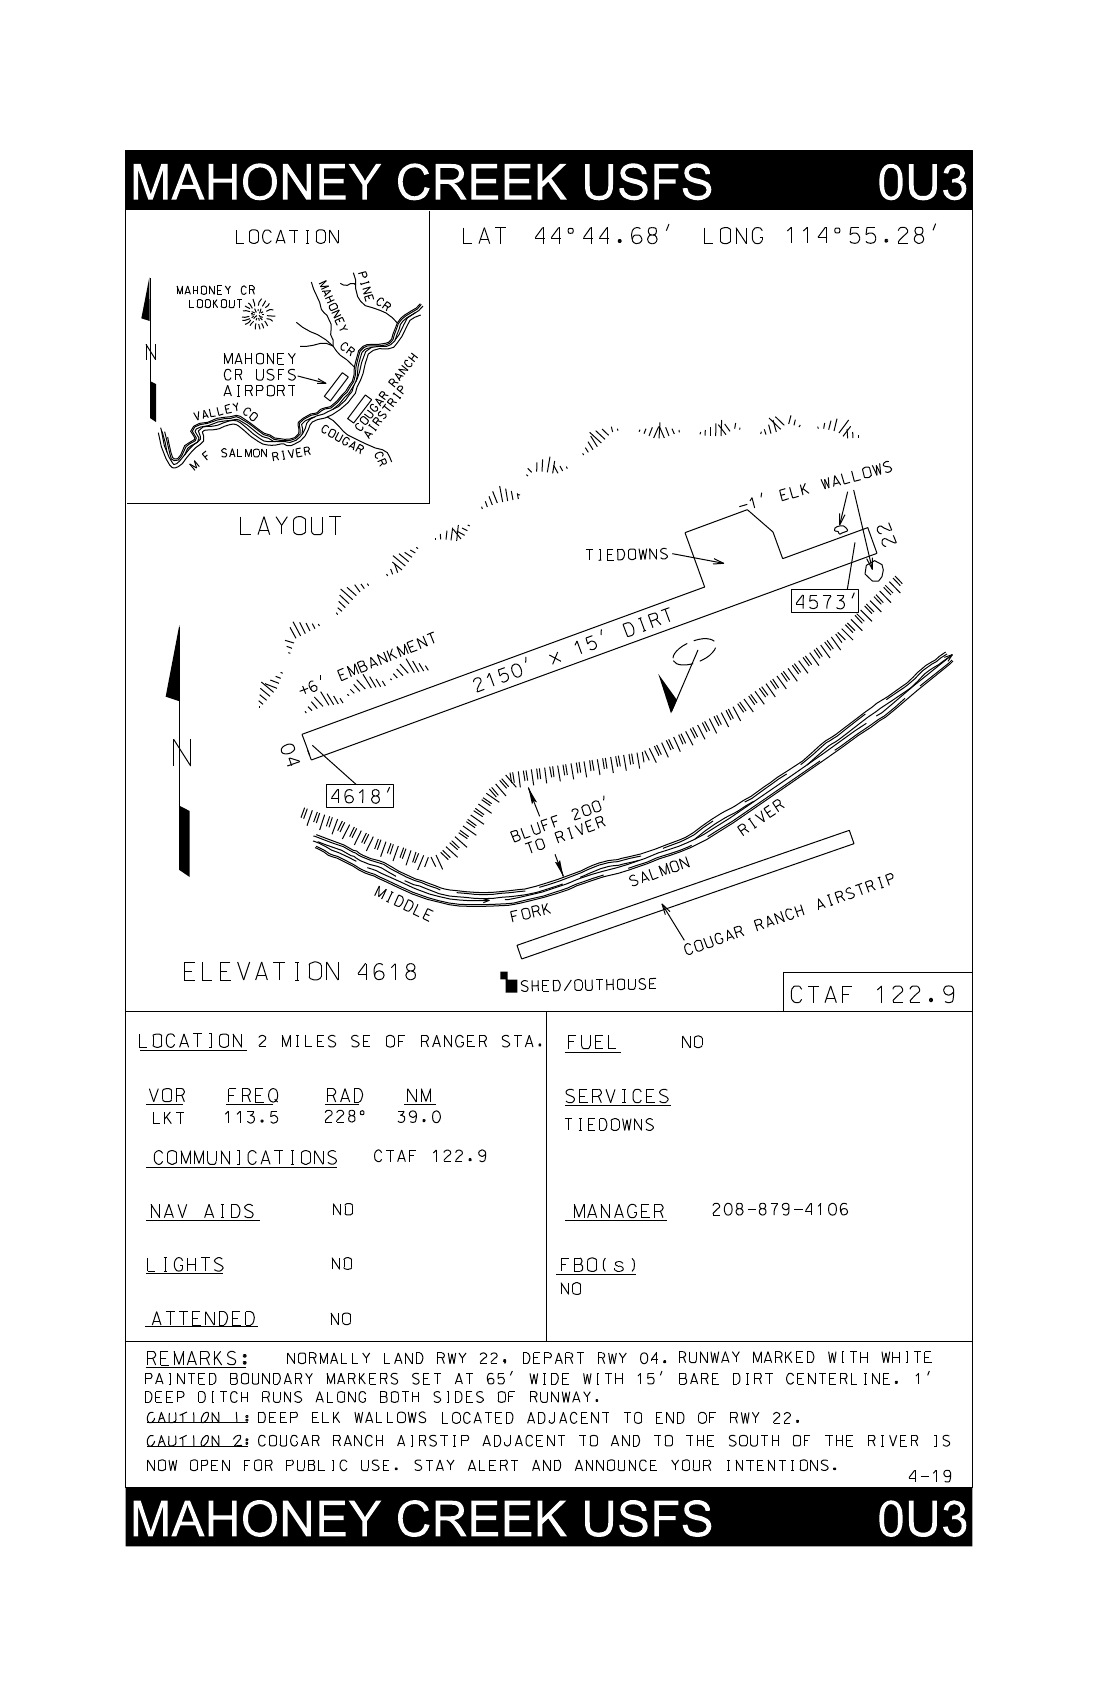 MAHONEY CREEK USFS 0U3
LOCATION
LAT 44°44.68' LONG 114°55.28'
MAHONEY CR
LOOKOUT
MAHONEY CR
PINE CR
MAHONEY
CR USFS
AIRPORT
COUGAR RANCH
AIRSTRIP
VALLEY CO
M F SALMON RIVER
COUGAR CR
N
LAYOUT
-1' ELK WALLOWS
TIEDOWNS
22
4573'
+6' EMBANKMENT
2150' x 15' DIRT
04
4618'
N
BLUFF 200'
TO RIVER
MIDDLE FORK SALMON RIVER
COUGAR RANCH AIRSTRIP
ELEVATION 4618
SHED/OUTHOUSE
CTAF 122.9
LOCATION 2 MILES SE OF RANGER STA.
VOR FREQ RAD NM
LKT 113.5 228° 39.0
COMMUNICATIONS CTAF 122.9
NAV AIDS NO
LIGHTS NO
ATTENDED NO
FUEL NO
SERVICES
TIEDOWNS
MANAGER 208-879-4106
FBO(s)
NO
REMARKS: NORMALLY LAND RWY 22, DEPART RWY 04. RUNWAY MARKED WITH WHITE
PAINTED BOUNDARY MARKERS SET AT 65' WIDE WITH 15' BARE DIRT CENTERLINE. 1'
DEEP DITCH RUNS ALONG BOTH SIDES OF RUNWAY.
CAUTION 1: DEEP ELK WALLOWS LOCATED ADJACENT TO END OF RWY 22.
CAUTION 2: COUGAR RANCH AIRSTIP ADJACENT TO AND TO THE SOUTH OF THE RIVER IS
NOW OPEN FOR PUBLIC USE. STAY ALERT AND ANNOUNCE YOUR INTENTIONS.
4-19
MAHONEY CREEK USFS 0U3